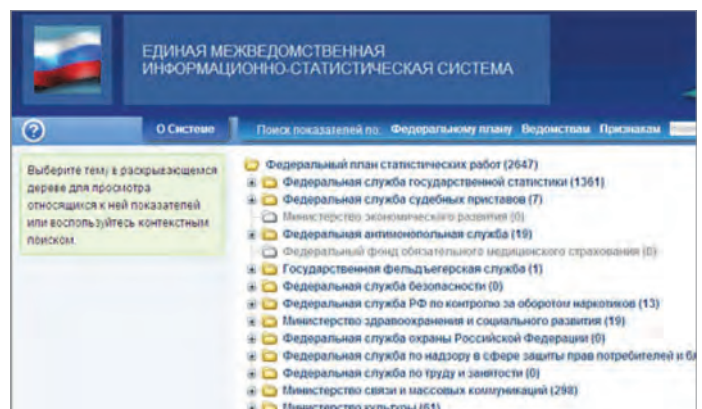 ЕДИНАЯ МЕЖВЕДОМСТВЕННАЯ
ИНФОРМАЦИОННО-СТАТИСТИЧЕСКАЯ СИСТЕМА
О Системе Поиск показателей по: Федеральному плану Ведомствам Признакам
Выберите тему в раскрывающемся
дереве для просмотра
относящихся к ней показателей
или воспользуйтесь контекстным
поиском.
Федеральный план статистических работ (2647)
Федеральная служба государственной статистики (1361)
Федеральная служба судебных приставов (7)
Министерство экономического развития (0)
Федеральная антимонопольная служба (19)
Федеральный фонд обязательного медицинского страхования (0)
Государственная фельдъегерская служба (1)
Федеральная служба безопасности (0)
Федеральная служба РФ по контролю за оборотом наркотиков (13)
Министерство здравоохранения и социального развития (19)
Федеральная служба охраны Российской Федерации (0)
Федеральная служба по надзору в сфере защиты прав потребителей и бл
Федеральная служба по труду и занятости (0)
Министерство связи и массовых коммуникаций (298)
Министерство культуры (61)